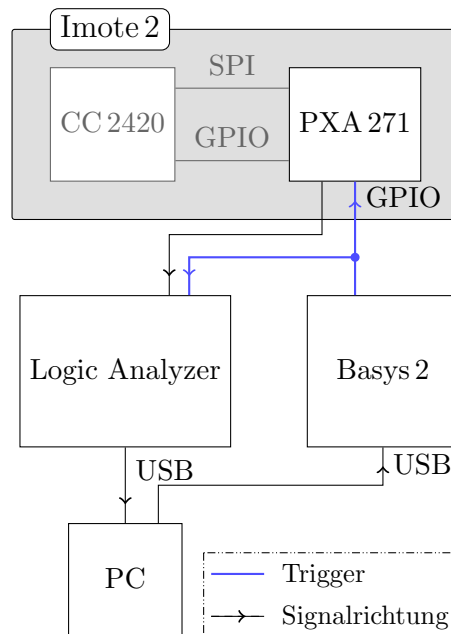 Imote 2
SPI
CC 2420
PXA 271
GPIO
GPIO
Logic Analyzer
Basys 2
USB
USB
PC
Trigger
Signalrichtung